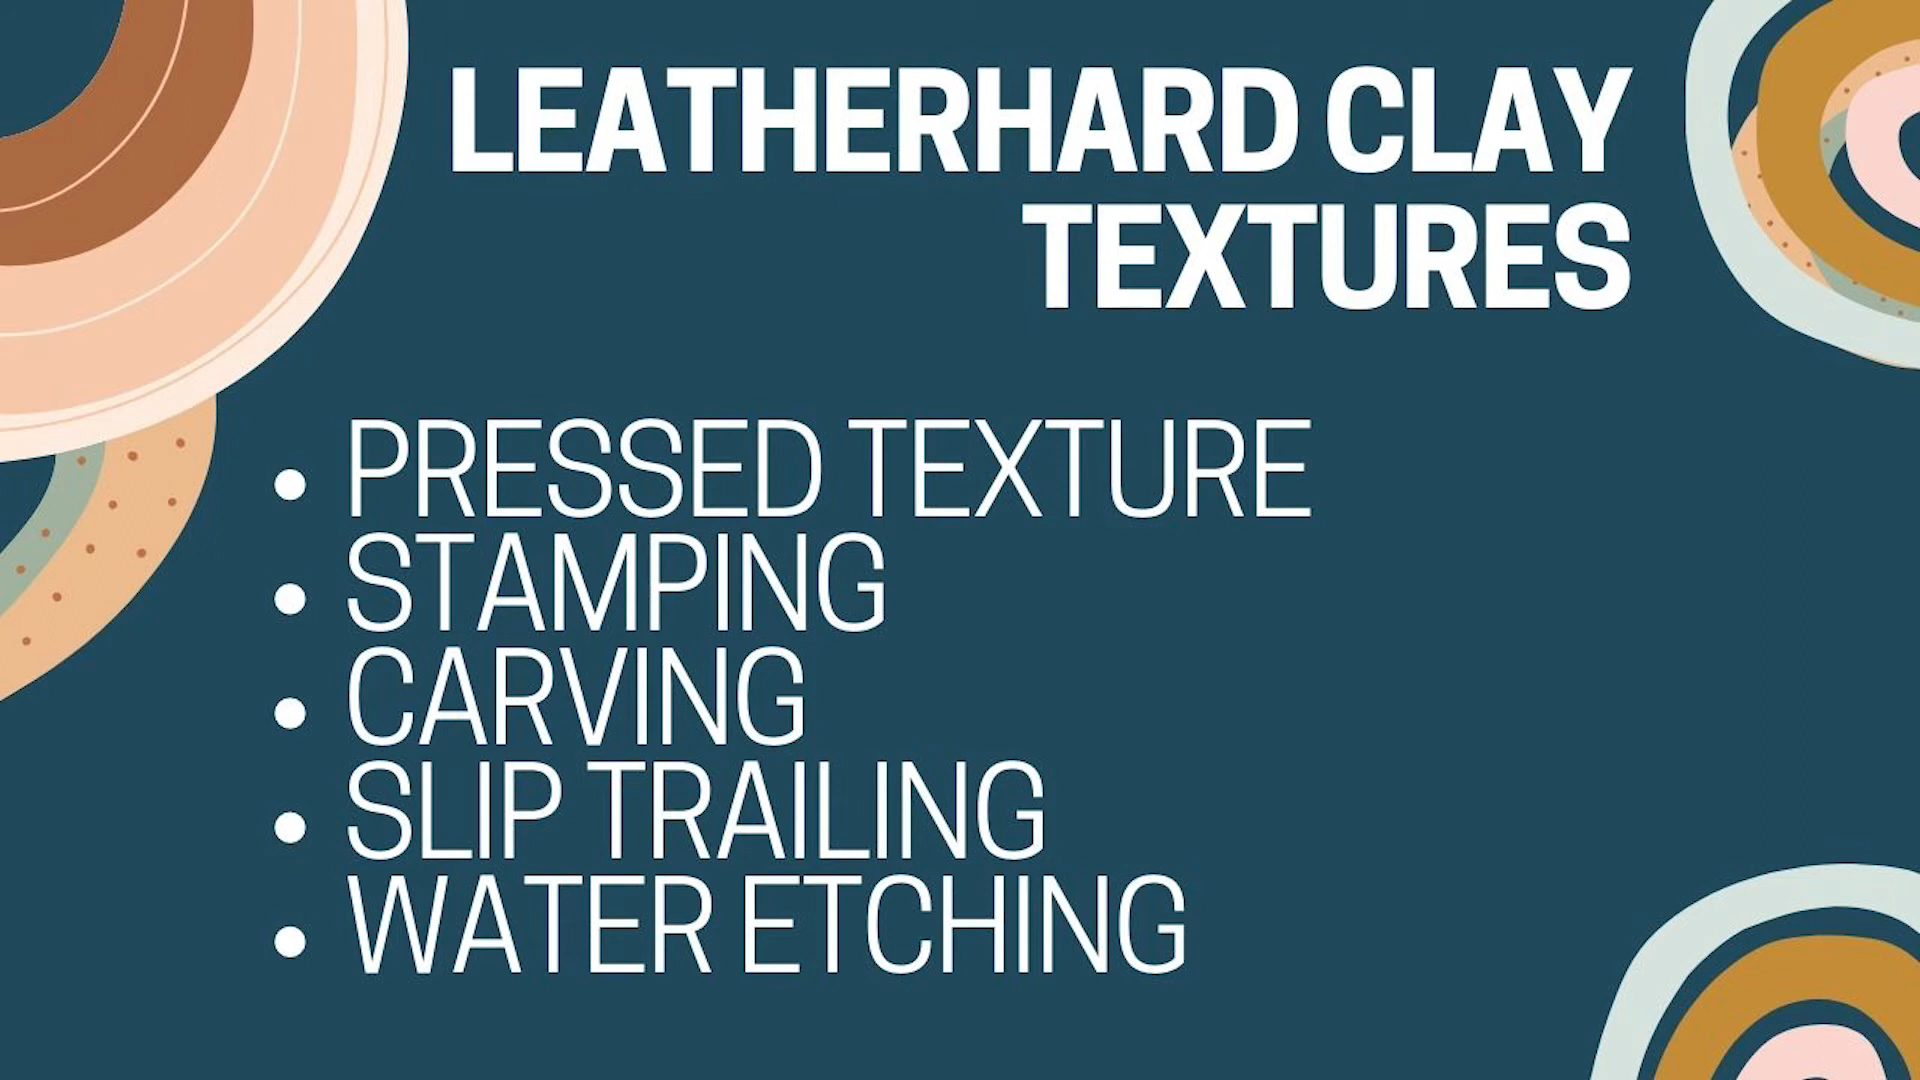 LEATHERHARD CLAY
TEXTURES
• PRESSED TEXTURE
• STAMPING
• CARVING
• SLIP TRAILING
• WATER ETCHING